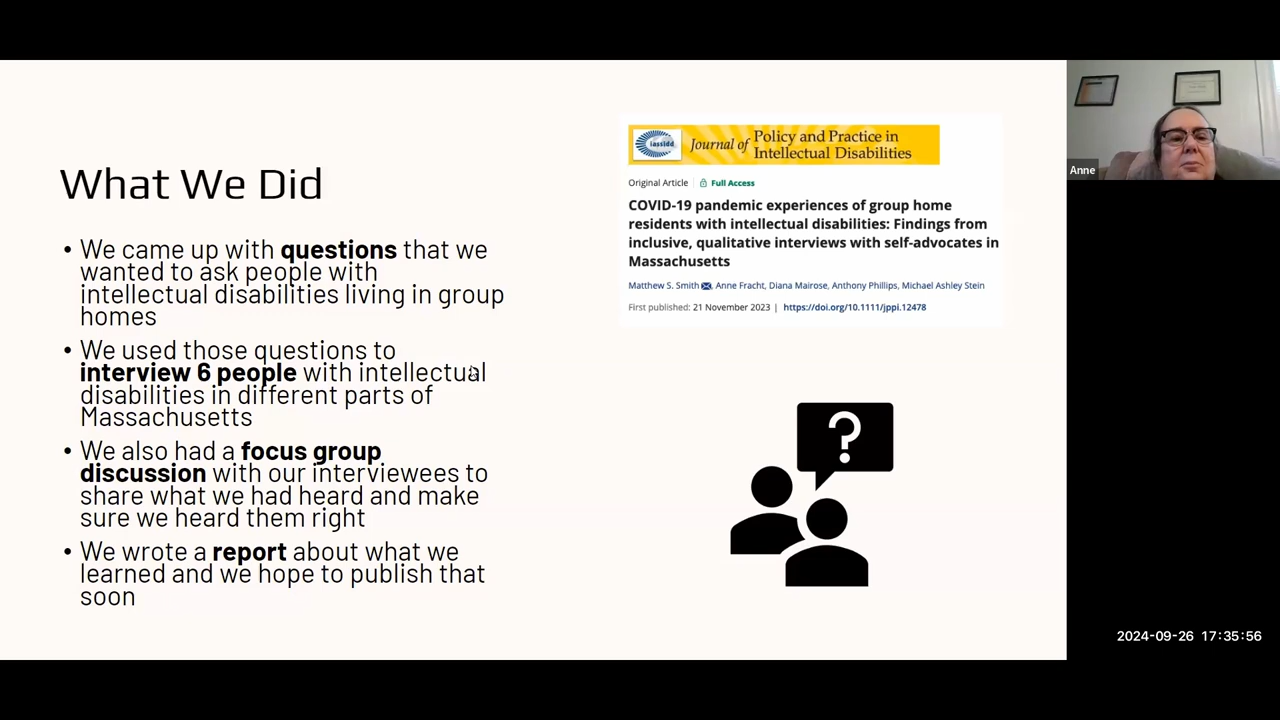 What We Did
• We came up with questions that we
wanted to ask people with
intellectual disabilities living in group
homes
• We used those questions to
interview 6 people with intellectual
disabilities in different parts of
Massachusetts
• We also had a focus group
discussion with our interviewees to
share what we had heard and make
sure we heard them right
• We wrote a report about what we
learned and we hope to publish that
soon
iassidd
Journal of Policy and Practice in
Intellectual Disabilities
Original Article | Full Access
COVID-19 pandemic experiences of group home
residents with intellectual disabilities: Findings from
inclusive, qualitative interviews with self-advocates in
Massachusetts
Matthew S. Smith, Anne Fracht, Diana Mairose, Anthony Phillips, Michael Ashley Stein
First published: 21 November 2023 | https://doi.org/10.1111/jppi.12478
?
Anne
2024-09-26 17:35:56